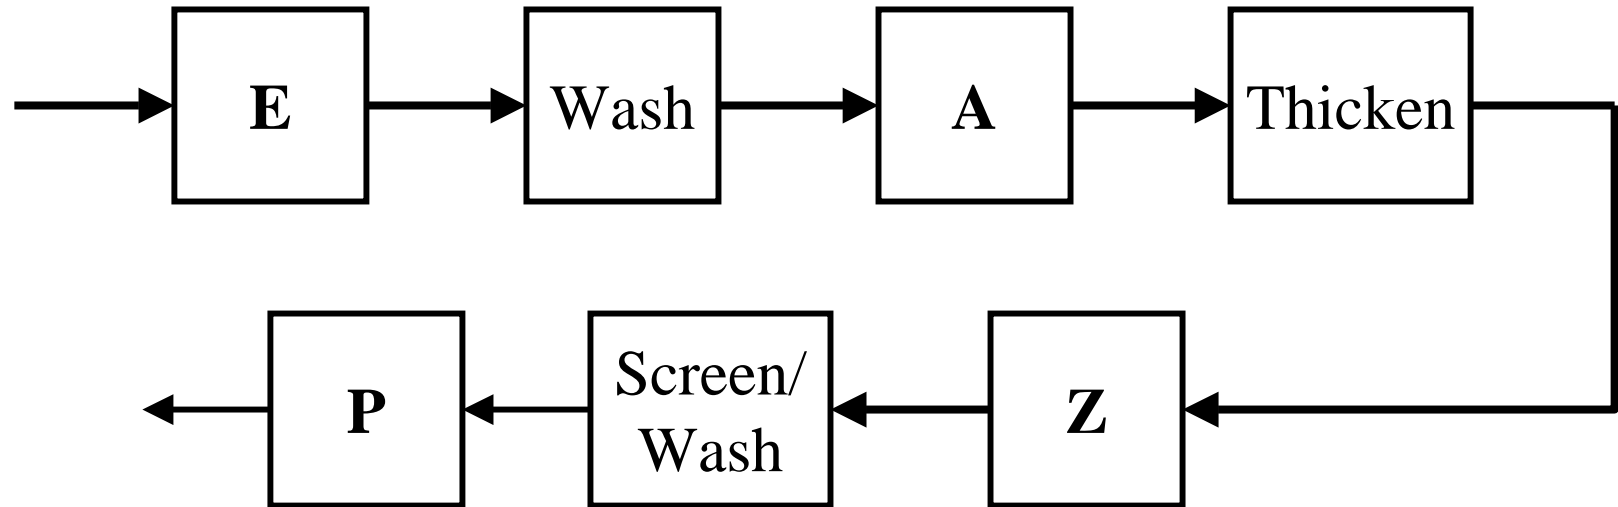 E
Wash
A
Thicken
Z
Screen/
Wash
P